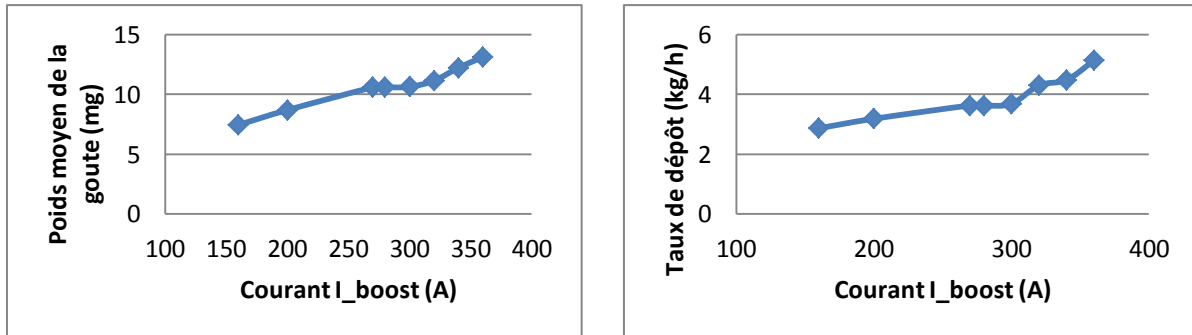 Poids moyen de la
goute (mg)
15
10
5
0
100 150 200 250 300 350 400
Courant I_boost (A)
Taux de dépôt (kg/h)
6
4
2
0
100 200 300 400
Courant I_boost (A)